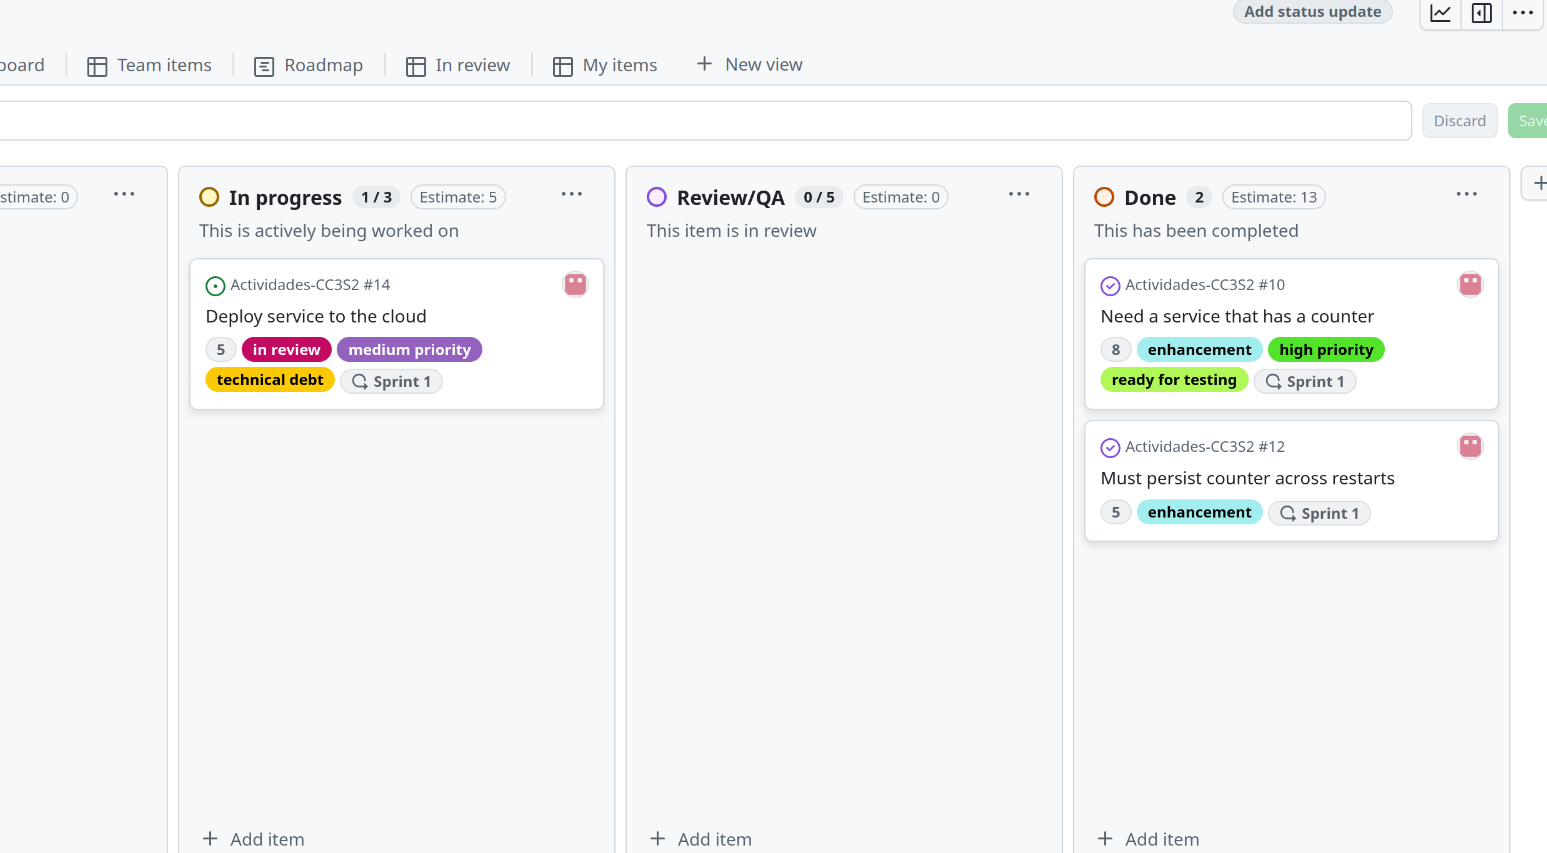 Add status update
board
Team items
Roadmap
In review
My items
New view
Discard
Save
Estimate: 0
In progress 1 / 3 Estimate: 5
This is actively being worked on
Actividades-CC3S2 #14
Deploy service to the cloud
5 in review medium priority
technical debt Sprint 1
Add item
Review/QA 0 / 5 Estimate: 0
This item is in review
Add item
Done 2 Estimate: 13
This has been completed
Actividades-CC3S2 #10
Need a service that has a counter
8 enhancement high priority
ready for testing Sprint 1
Actividades-CC3S2 #12
Must persist counter across restarts
5 enhancement Sprint 1
Add item